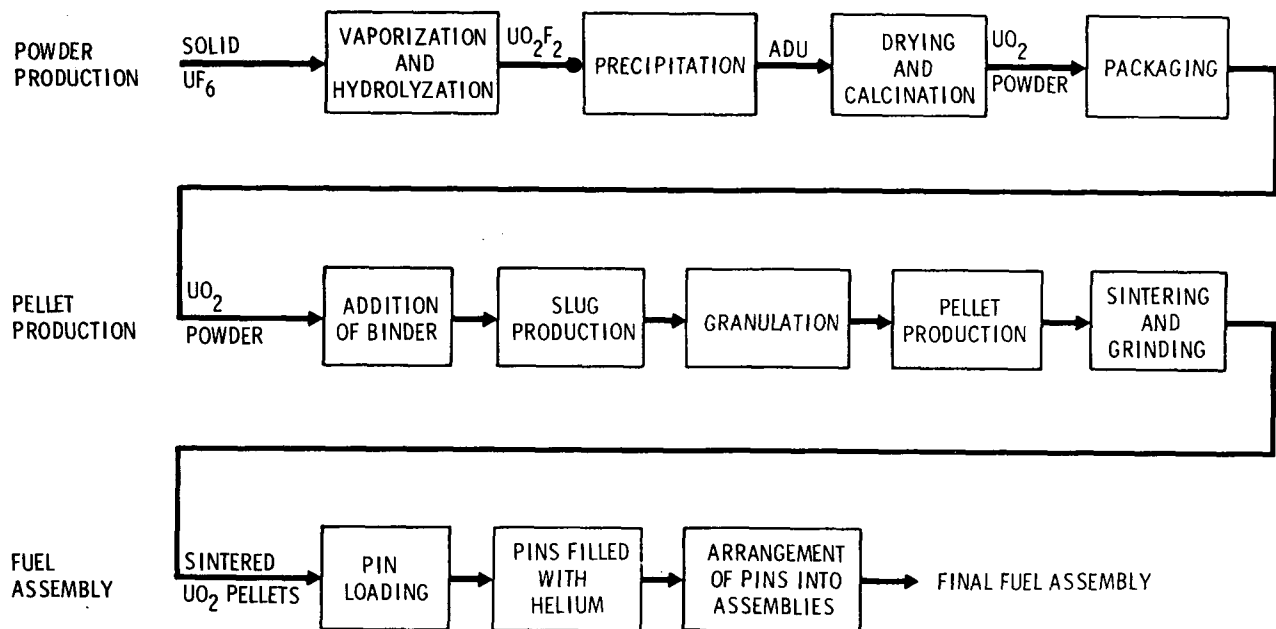 POWDER
PRODUCTION
SOLID
UF6
VAPORIZATION
AND
HYDROLYZATION
UO2F2
PRECIPITATION
ADU
DRYING
AND
CALCINATION
UO2
POWDER
PACKAGING
PELLET
PRODUCTION
UO2
POWDER
ADDITION
OF BINDER
SLUG
PRODUCTION
GRANULATION
PELLET
PRODUCTION
SINTERING
AND
GRINDING
FUEL
ASSEMBLY
SINTERED
UO2 PELLETS
PIN
LOADING
PINS FILLED
WITH
HELIUM
ARRANGEMENT
OF PINS INTO
ASSEMBLIES
FINAL FUEL ASSEMBLY